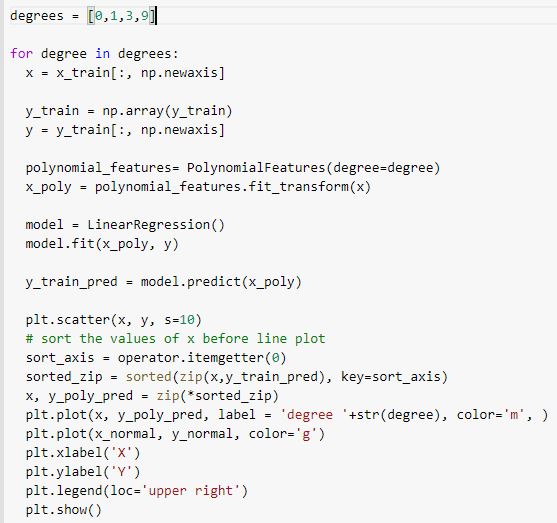 degrees = [0,1,3,9]
for degree in degrees:
x = x_train[:, np.newaxis]
y_train = np.array(y_train)
y = y_train[:, np.newaxis]
polynomial_features= PolynomialFeatures(degree=degree)
x_poly = polynomial_features.fit_transform(x)
model = LinearRegression()
model.fit(x_poly, y)
y_train_pred = model.predict(x_poly)
plt.scatter(x, y, s=10)
# sort the values of x before line plot
sort_axis = operator.itemgetter(0)
sorted_zip = sorted(zip(x,y_train_pred), key=sort_axis)
x, y_poly_pred = zip(*sorted_zip)
plt.plot(x, y_poly_pred, label = 'degree '+str(degree), color='m', )
plt.plot(x_normal, y_normal, color='g')
plt.xlabel('X')
plt.ylabel('Y')
plt.legend(loc='upper right')
plt.show()